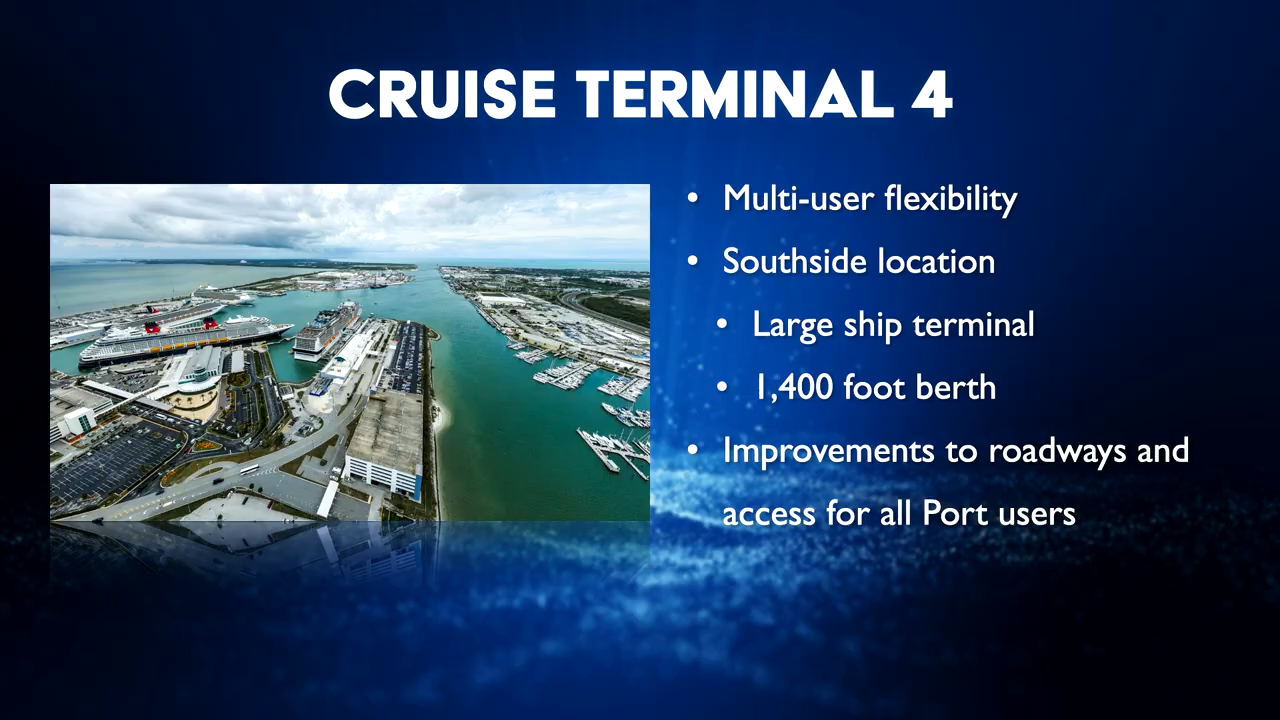 CRUISE TERMINAL 4
• Multi-user flexibility
• Southside location
• Large ship terminal
• 1,400 foot berth
• Improvements to roadways and
access for all Port users